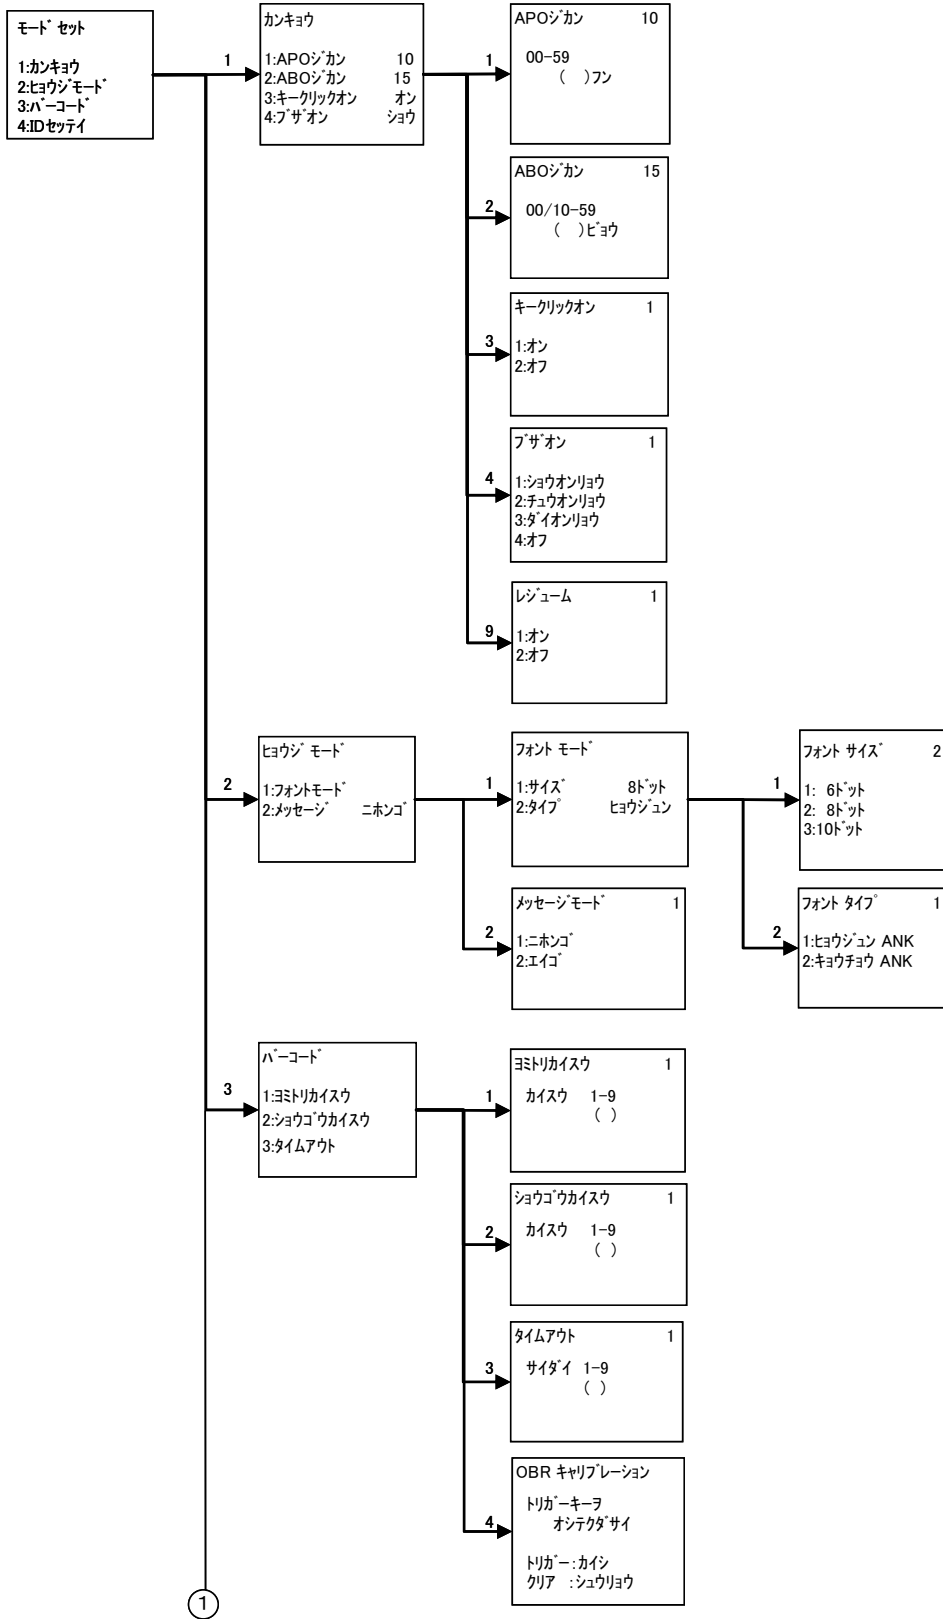 モード セット
1:カンキョウ
2:ヒョウジモード
3:バーコード
4:IDセッテイ
1
カンキョウ
1:APOジカン 10
2:ABOジカン 15
3:キークリックオン オン
4:ブザオン ショウ
1
APOジカン 10
00-59
( )フン
2
ABOジカン 15
00/10-59
( )ビョウ
3
キークリックオン 1
1:オン
2:オフ
4
ブザオン 1
1:ショウオンリョウ
2:チュウオンリョウ
3:ダイオンリョウ
4:オフ
9
レジューム 1
1:オン
2:オフ
2
ヒョウジ モード
1:フォントモード
2:メッセージ ニホンゴ
1
フォント モード
1:サイズ 8ドット
2:タイプ ヒョウジュン
1
フォント サイズ 2
1: 6ドット
2: 8ドット
3:10ドット
2
メッセージモード 1
1:ニホンゴ
2:エイゴ
2
フォント タイプ 1
1:ヒョウジュン ANK
2:キョウチョウ ANK
3
バーコード
1:ヨミトリカイスウ
2:ショウゴウカイスウ
3:タイムアウト
1
ヨミトリカイスウ 1
カイスウ 1-9
( )
2
ショウゴウカイスウ 1
カイスウ 1-9
( )
3
タイムアウト 1
サイダイ 1-9
( )
4
OBR キャリブレーション
トリガーキーヲ
オシテクダサイ
トリガー:カイシ
クリア :シュウリョウ
1